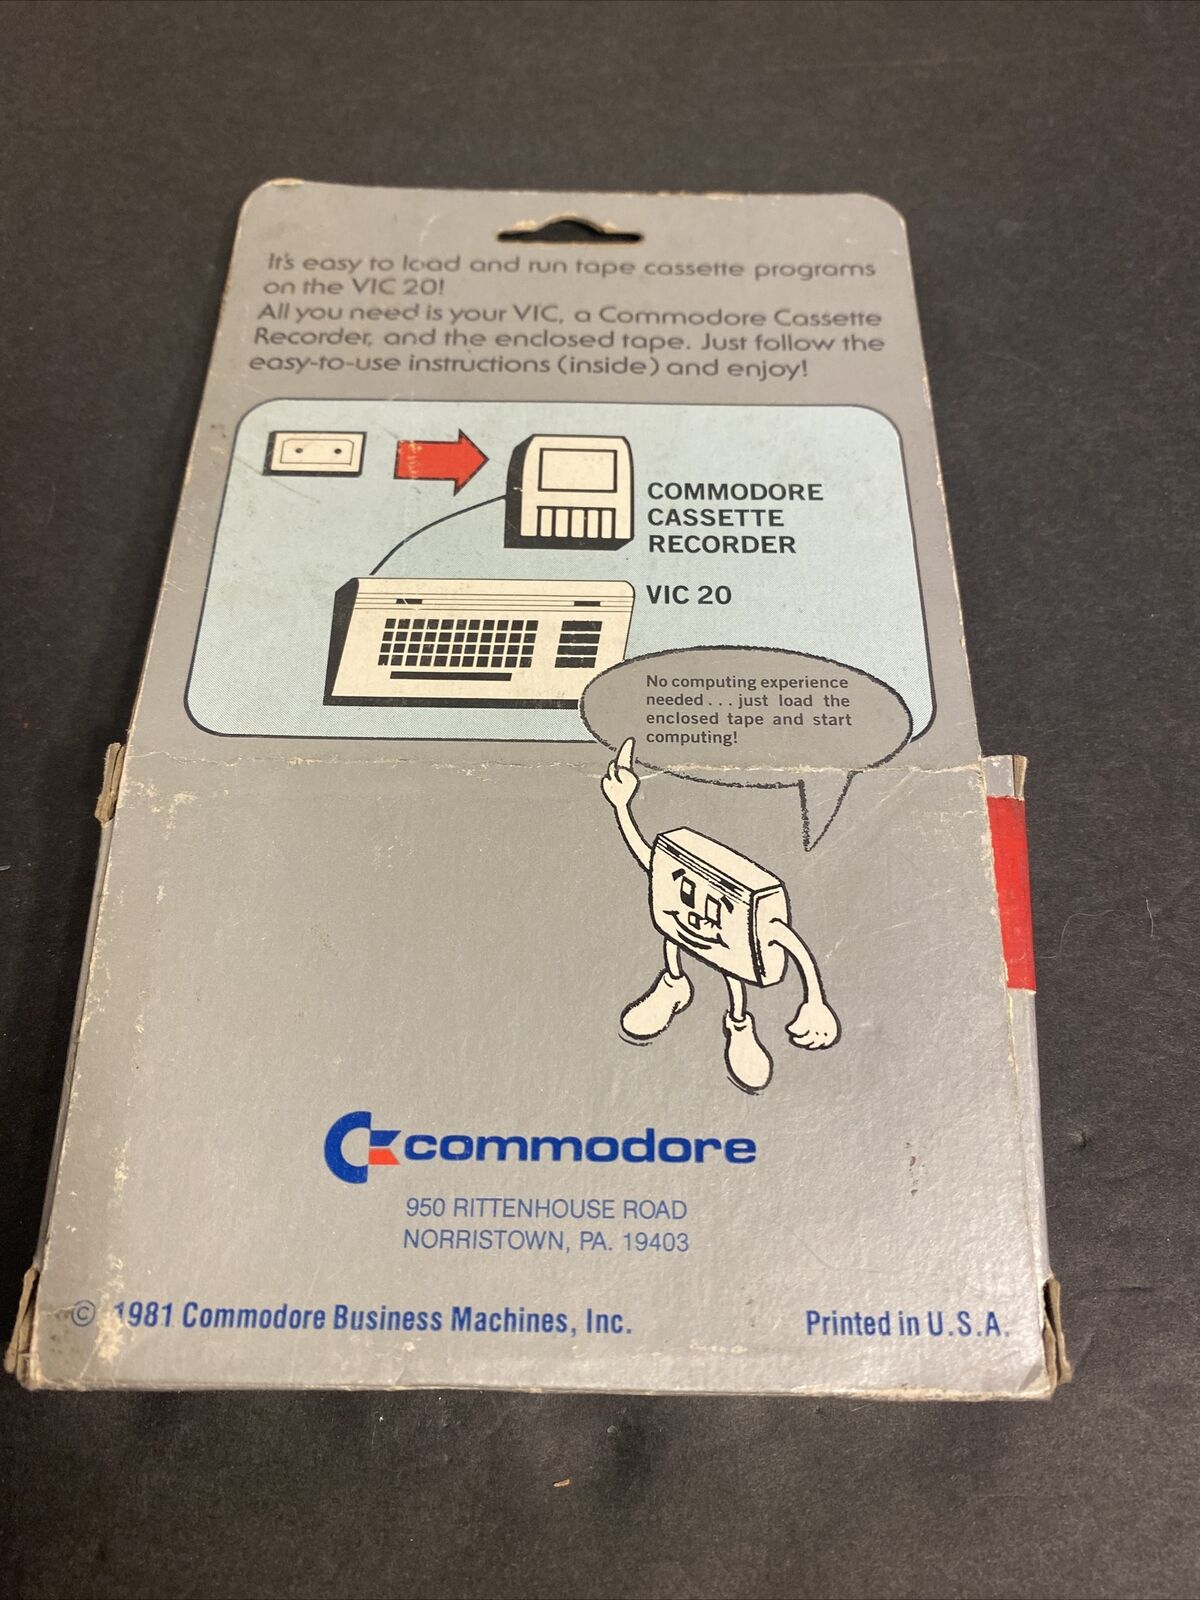 It's easy to load and run tape cassette programs
on the VIC 20!
All you need is your VIC, a Commodore Cassette
Recorder, and the enclosed tape. Just follow the
easy-to-use instructions (inside) and enjoy!
COMMODORE
CASSETTE
RECORDER
VIC 20
No computing experience
needed . . . just load the
enclosed tape and start
computing!
commodore
950 RITTENHOUSE ROAD
NORRISTOWN, PA. 19403
© 1981 Commodore Business Machines, Inc.
Printed in U.S.A.